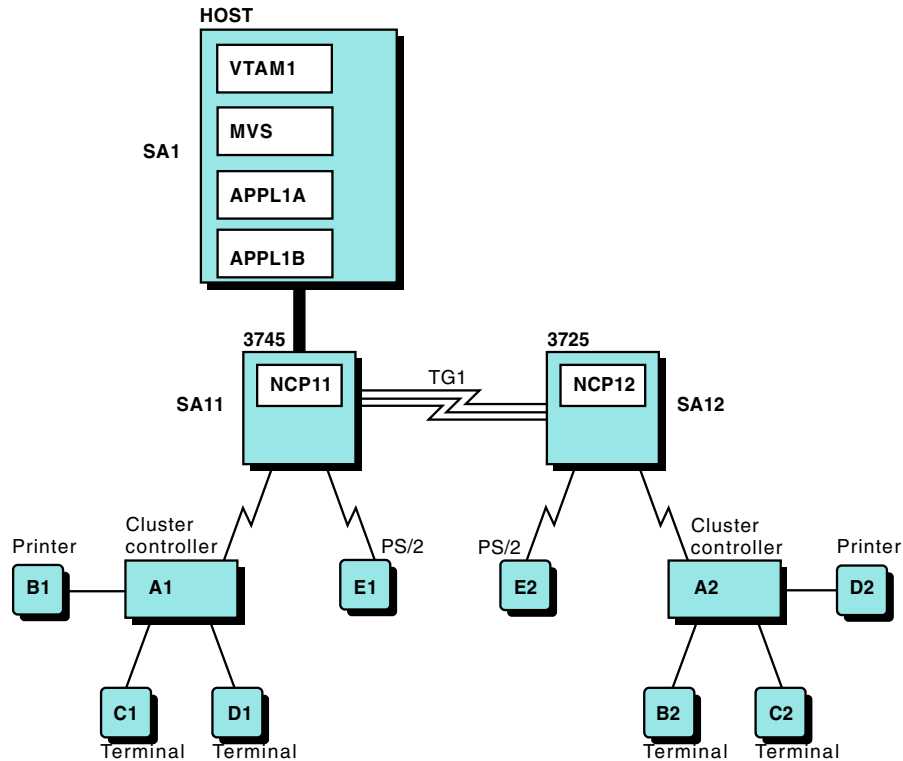 HOST
VTAM1
MVS
SA1
APPL1A
APPL1B
3745
3725
NCP11
TG1
NCP12
SA11
SA12
Cluster
controller
PS/2
PS/2
Cluster
controller
Printer
Printer
B1
A1
E1
E2
A2
D2
C1
D1
B2
C2
Terminal
Terminal
Terminal
Terminal